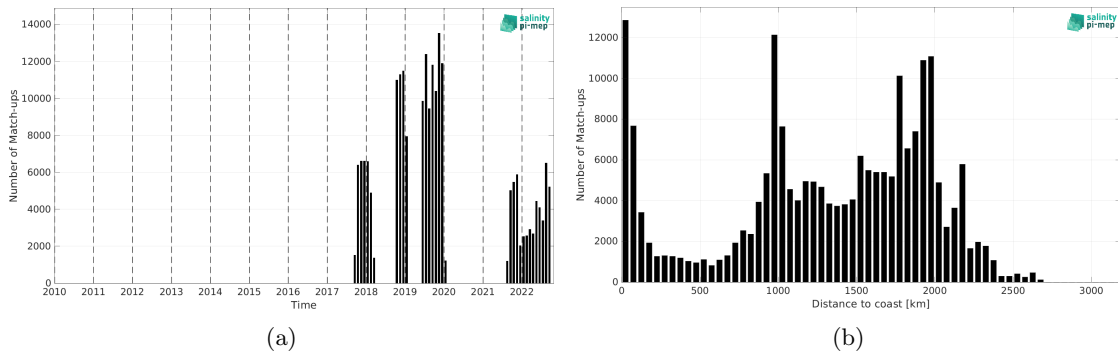 salinity
pi-mep
Number of Match-ups
14000
12000
10000
8000
6000
4000
2000
0
2010 2011 2012 2013 2014 2015 2016 2017 2018 2019 2020 2021 2022
Time
(a)
salinity
pi-mep
Number of Match-ups
12000
10000
8000
6000
4000
2000
0
0 500 1000 1500 2000 2500 3000
Distance to coast [km]
(b)